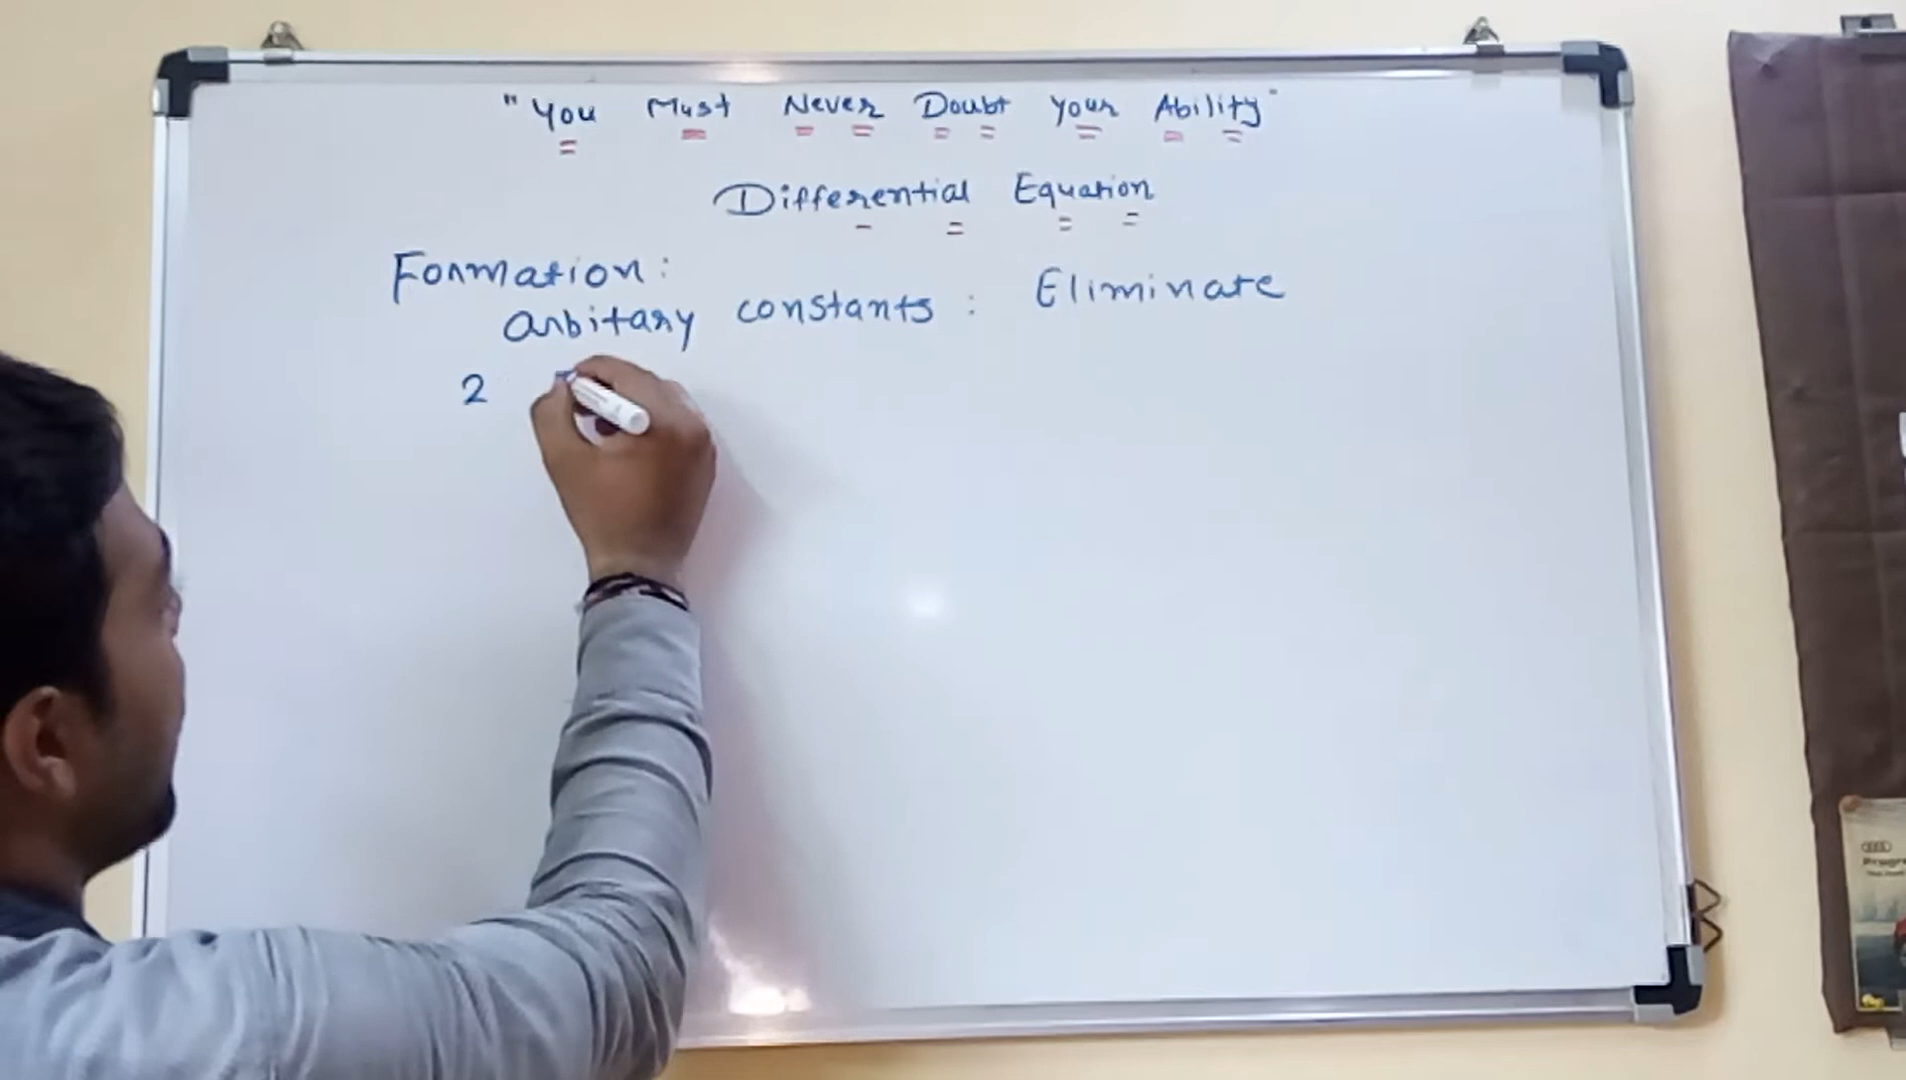 "You Must Never Doubt Your Ability"
Differential Equation
Formation:
arbitary constants : Eliminate
2